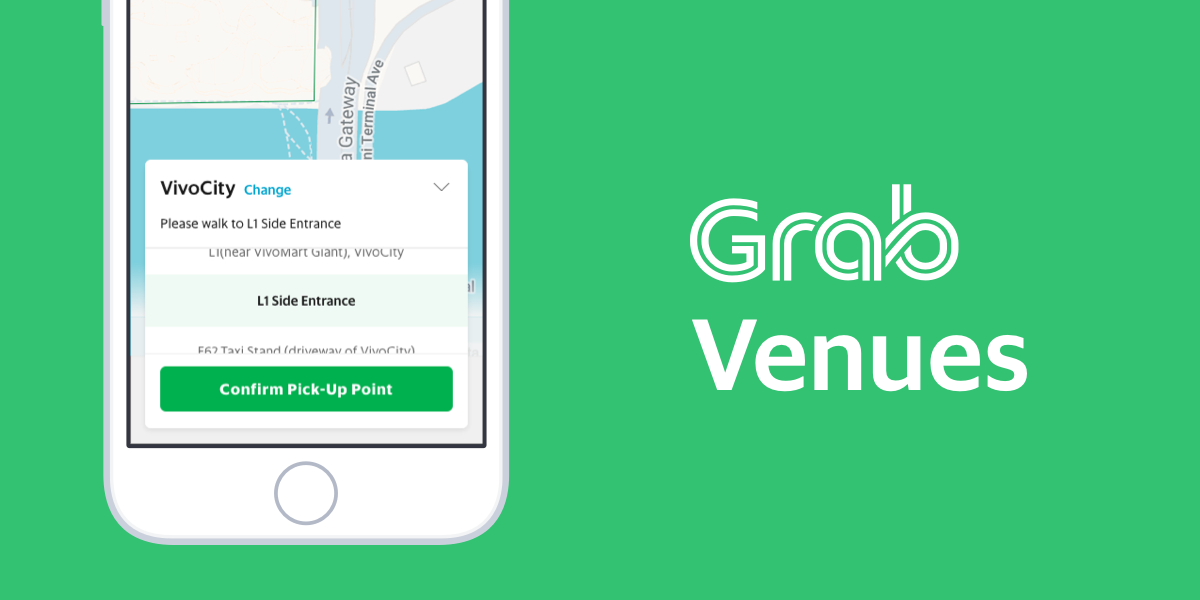 a Gateway
ni Terminal Ave
VivoCity Change
Please walk to L1 Side Entrance
L1(near VivoMart Giant), VivoCity
al
L1 Side Entrance
F62 Taxi Stand (driveway of VivoCity)
Confirm Pick-Up Point
Grab
Venues